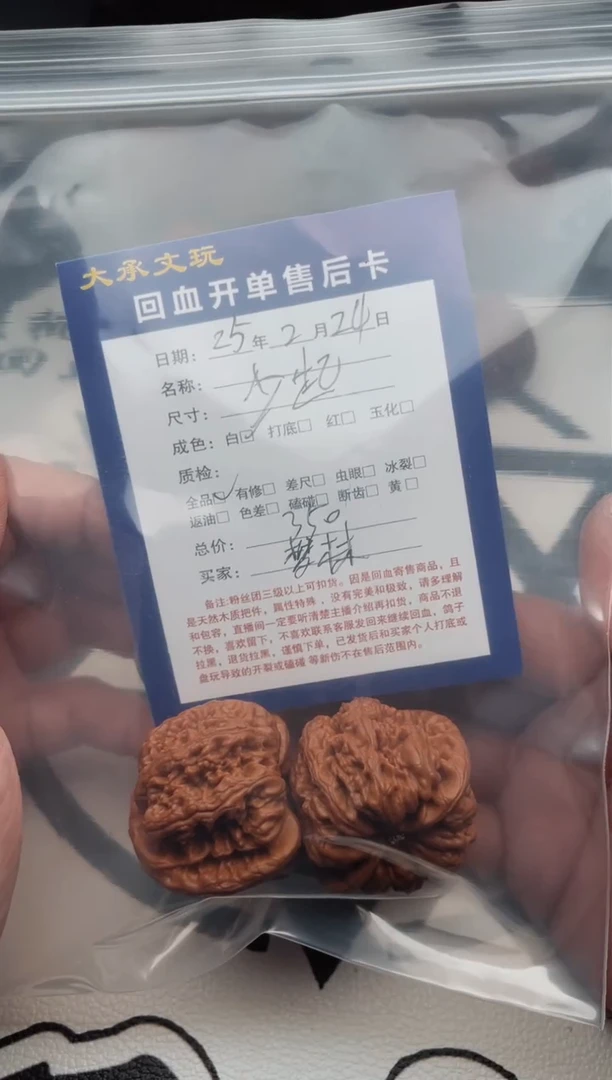 大承文玩
回血开单售后卡
日期：25年2月24日
名称：
尺寸：
成色：白☑ 打底□ 红□ 玉化□
质检：
全品☑ 有修□ 差尺□ 虫眼□ 冰裂□
返油□ 色差□ 磕碰□ 断齿□ 黄□
总价：350
买家：梦林
备注：粉丝团三级以上可扣货。因是回血寄售商品，且
是天然木质把件，属性特殊，没有完美和极致，请多理解
和包容，直播间一定要听清楚主播介绍再扣货，商品不退
不换，喜欢留下，不喜欢联系客服发回来继续回血，鸽子
拉黑，退货拉黑，谨慎下单，已发货后和买家个人打底或
盘玩导致的开裂或磕碰 等新伤不在售后范围内。